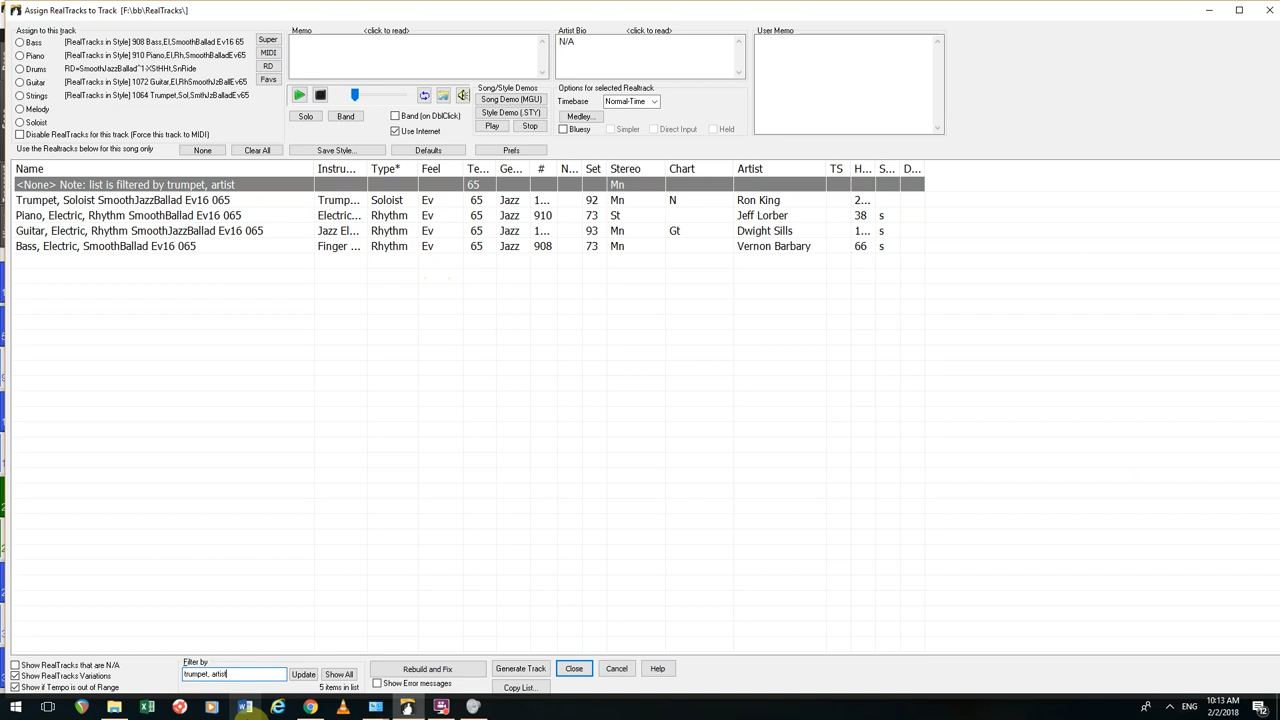 Assign RealTracks to Track [F:\bb\RealTracks\]
Assign to this track
Bass [RealTracks in Style] 908 Bass,El,SmoothBallad Ev16 65
Piano [RealTracks in Style] 910 Piano,El,Rh,SmoothBallad Ev16
Drums RD=SmoothJazzBallad^1-XStHHt, SnRide
Guitar [RealTracks in Style] 1072 Guitar,El,RhSmoothJzBallEv65
Strings [RealTracks in Style] 1064 Trumpet,Sol,SmthJzBalladEv65
Melody
Soloist
Disable RealTracks for this track (Force this track to MIDI)
Super
MIDI
RD
Favs
Memo <click to read>
Artist Bio <click to read>
N/A
User Memo
Solo Band
Band (on DblClick)
Use Internet
Song/Style Demos
Song Demo (MGU)
Style Demo (.STY)
Play Stop
Options for selected Realtrack
Timebase Normal-Time
Medley...
Bluesy Simpler Direct Input Held
Use the Realtracks below for this song only None Clear All Save Style... Defaults Prefs
Name Instru... Type* Feel Te... Ge... # N... Set Stereo Chart Artist TS H... S... D...
<None> Note: list is filtered by trumpet, artist 65 Mn
Trumpet, Soloist SmoothJazzBallad Ev16 065 Trump... Soloist Ev 65 Jazz 1... 92 Mn N Ron King 2...
Piano, Electric, Rhythm SmoothBallad Ev16 065 Electric... Rhythm Ev 65 Jazz 910 73 St Jeff Lorber 38 s
Guitar, Electric, Rhythm SmoothJazzBallad Ev16 065 Jazz El... Rhythm Ev 65 Jazz 1... 93 Mn Gt Dwight Sills 1... s
Bass, Electric, SmoothBallad Ev16 065 Finger ... Rhythm Ev 65 Jazz 908 73 Mn Vernon Barbary 66 s
Show RealTracks that are N/A
Show RealTracks Variations
Show if Tempo is out of Range
Filter by
trumpet, artist Update Show All
5 items in list
Rebuild and Fix
Show Error messages
Generate Track Close Cancel Help
Copy List...
10:13 AM
2/2/2018
12